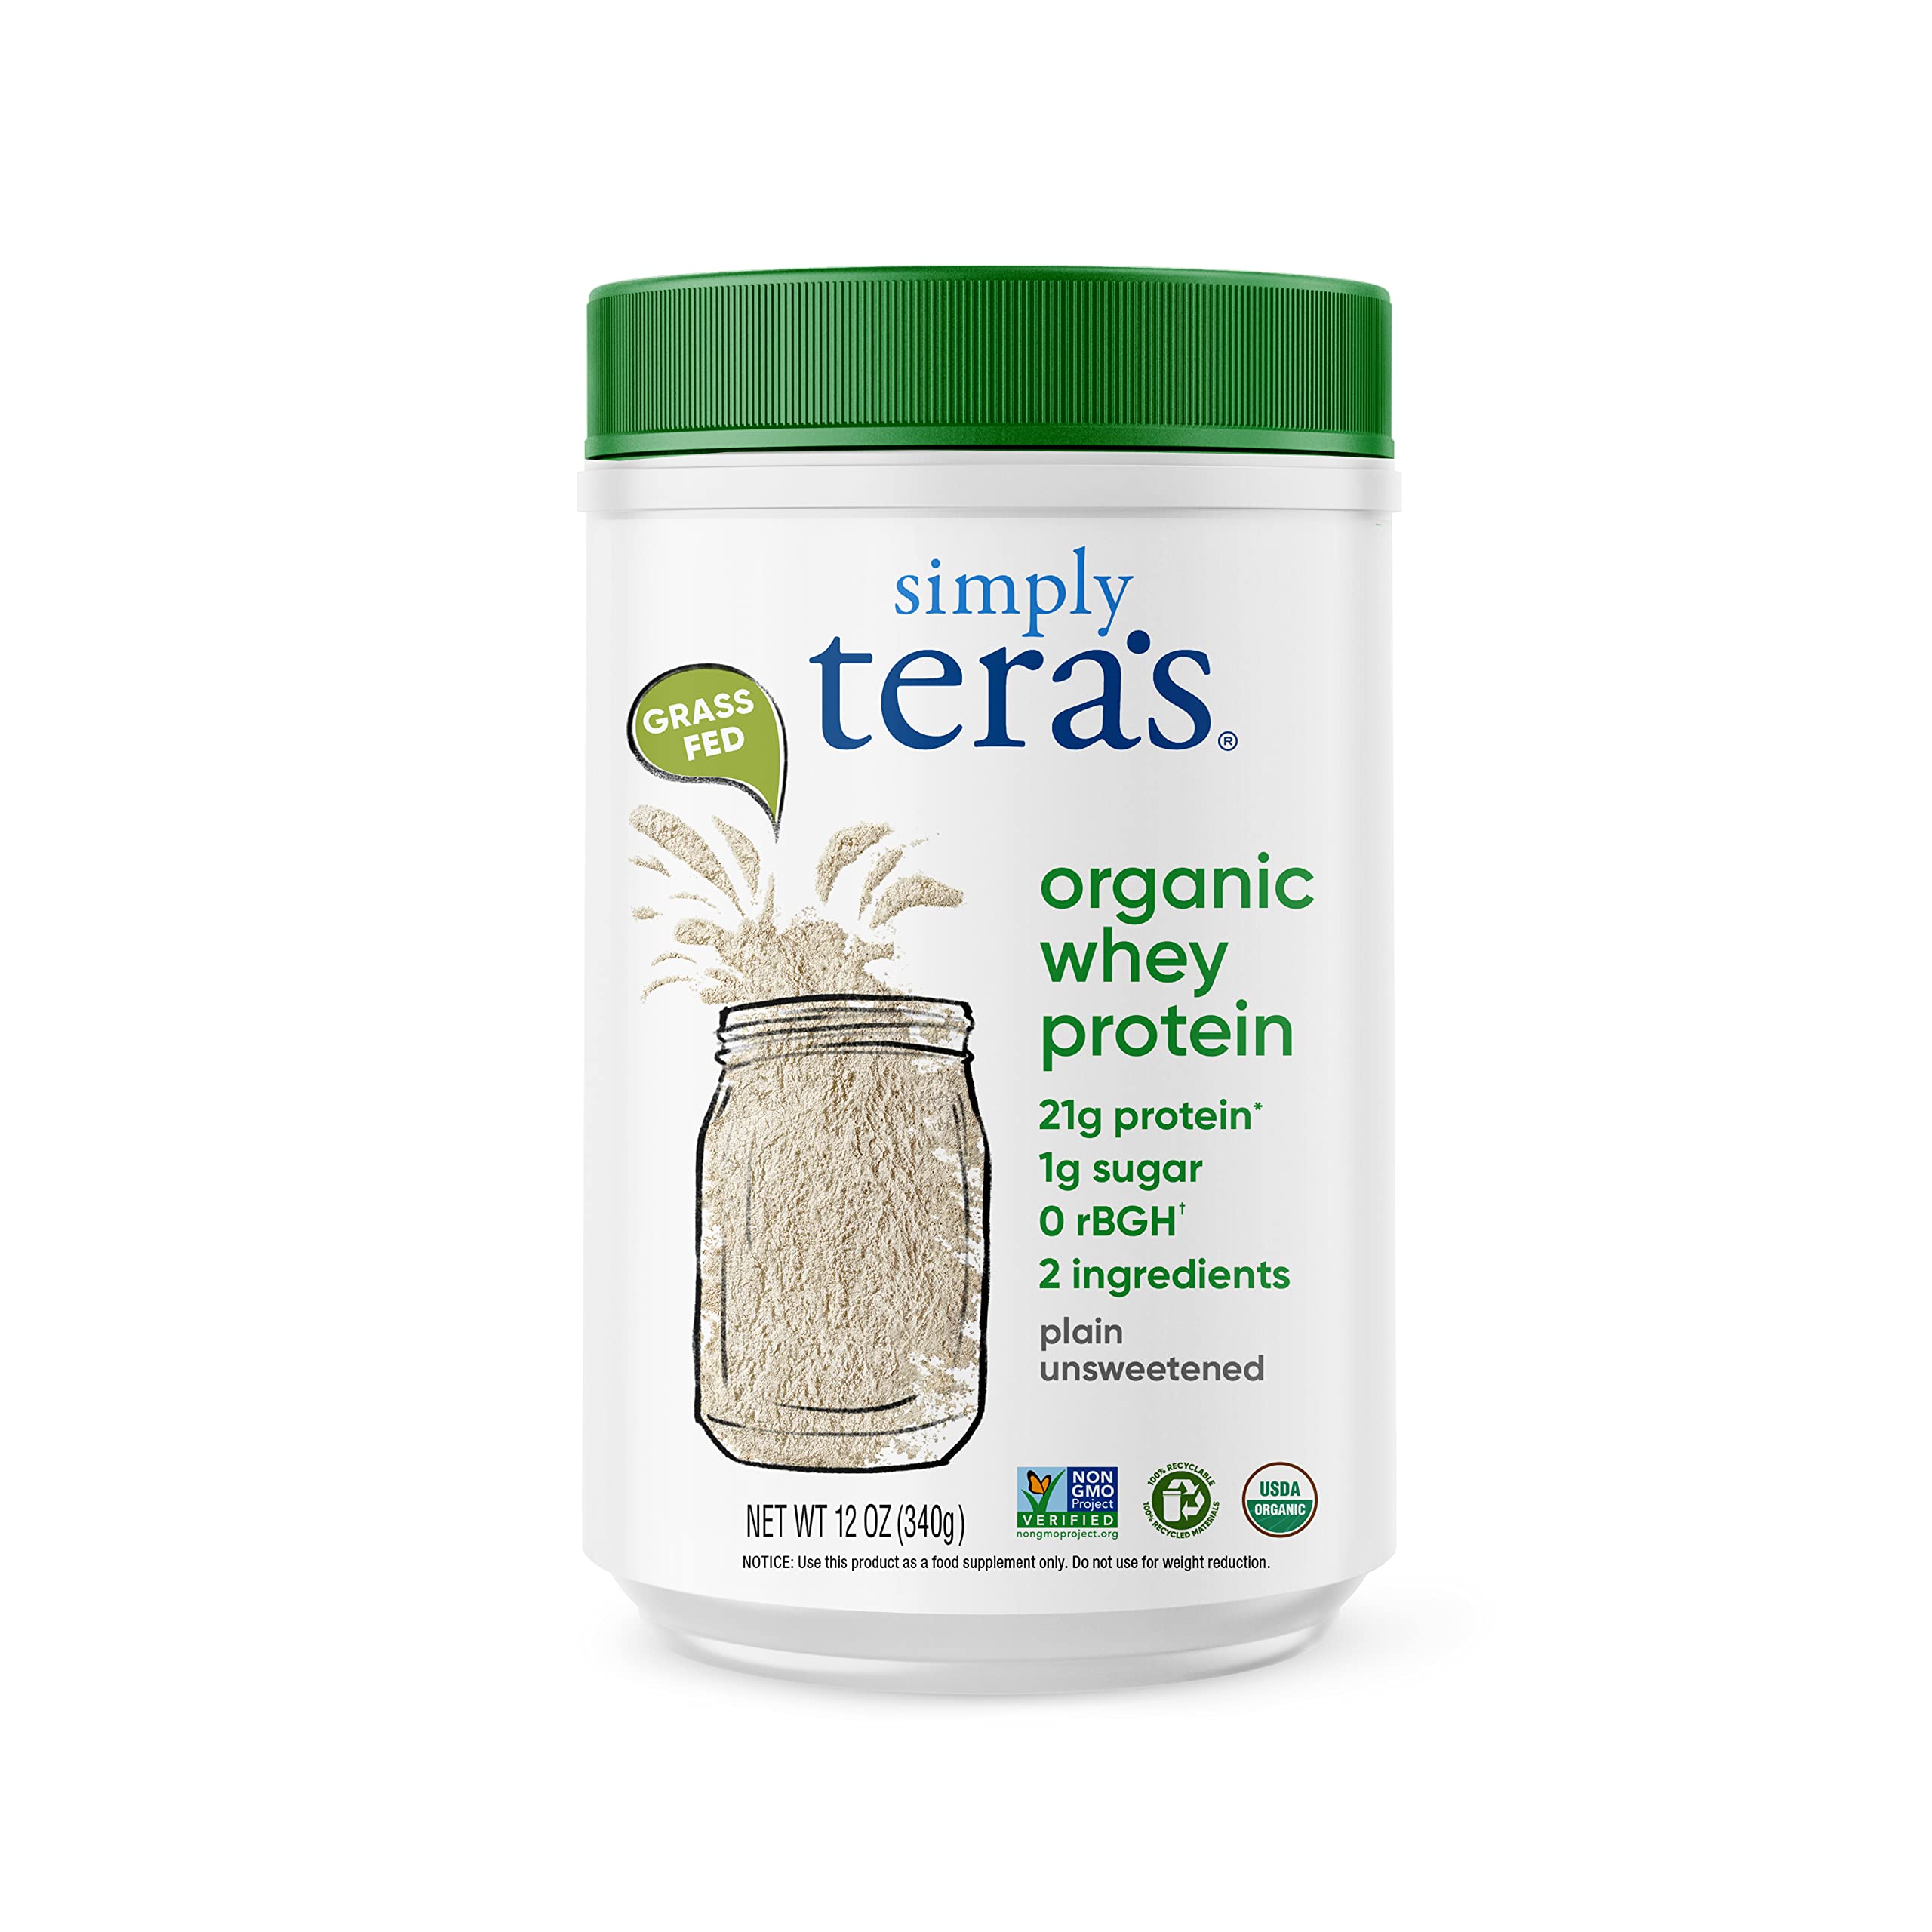 simply
tera's®
GRASS
FED
organic
whey
protein
21g protein*
1g sugar
0 rBGH†
2 ingredients
plain
unsweetened
NET WT 12 OZ (340g)
NON
GMO
Project
VERIFIED
nongmoproject.org
100% RECYCLABLE
100% RECYCLED MATERIALS
USDA
ORGANIC
NOTICE: Use this product as a food supplement only. Do not use for weight reduction.